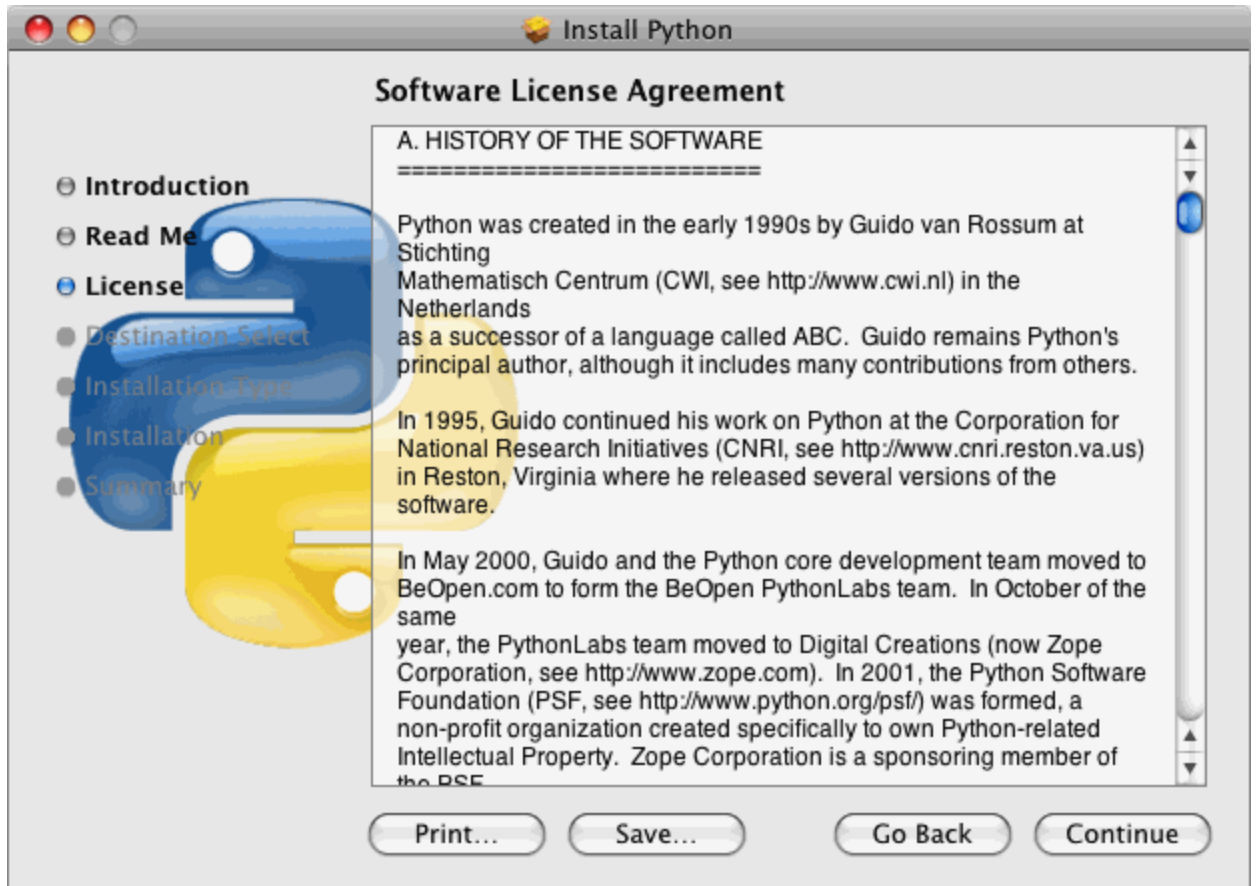 Install Python
Software License Agreement
Introduction
Read Me
License
Destination Select
Installation Type
Installation
Summary
A. HISTORY OF THE SOFTWARE
==========================
Python was created in the early 1990s by Guido van Rossum at
Stichting
Mathematisch Centrum (CWI, see http://www.cwi.nl) in the
Netherlands
as a successor of a language called ABC.  Guido remains Python's
principal author, although it includes many contributions from others.
In 1995, Guido continued his work on Python at the Corporation for
National Research Initiatives (CNRI, see http://www.cnri.reston.va.us)
in Reston, Virginia where he released several versions of the
software.
In May 2000, Guido and the Python core development team moved to
BeOpen.com to form the BeOpen PythonLabs team.  In October of the
same
year, the PythonLabs team moved to Digital Creations (now Zope
Corporation, see http://www.zope.com).  In 2001, the Python Software
Foundation (PSF, see http://www.python.org/psf/) was formed, a
non-profit organization created specifically to own Python-related
Intellectual Property.  Zope Corporation is a sponsoring member of
the PSF
Print...
Save...
Go Back
Continue